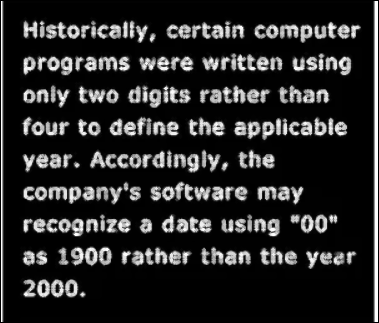 Historically, certain computer
programs were written using
only two digits rather than
four to define the applicable
year. Accordingly, the
company's software may
recognize a date using "00"
as 1900 rather than the year
2000.